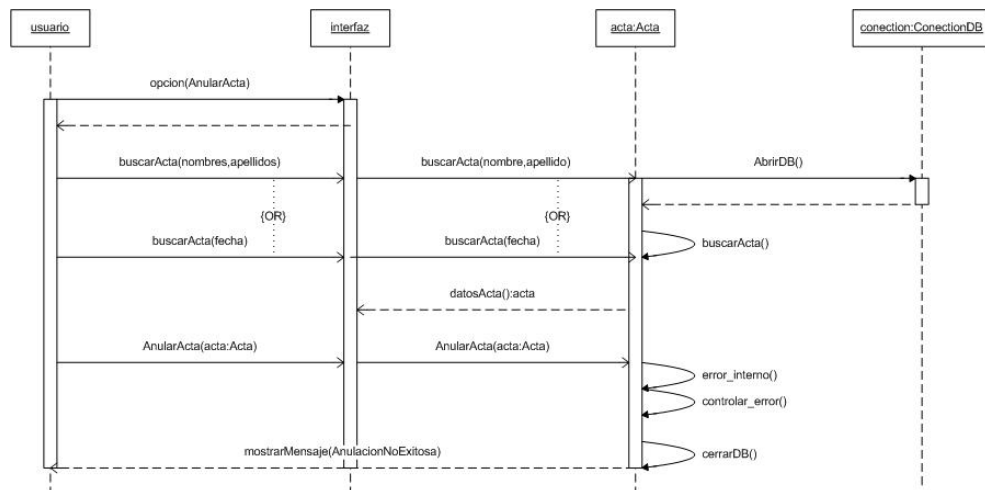 usuario
interfaz
acta:Acta
conection:ConectionDB
opcion(AnularActa)
buscarActa(nombres,apellidos)
buscarActa(nombre,apellido)
AbrirDB()
{OR}
{OR}
buscarActa(fecha)
buscarActa(fecha)
buscarActa()
datosActa():acta
AnularActa(acta:Acta)
AnularActa(acta:Acta)
error_interno()
controlar_error()
mostrarMensaje(AnulacionNoExitosa)
cerrarDB()